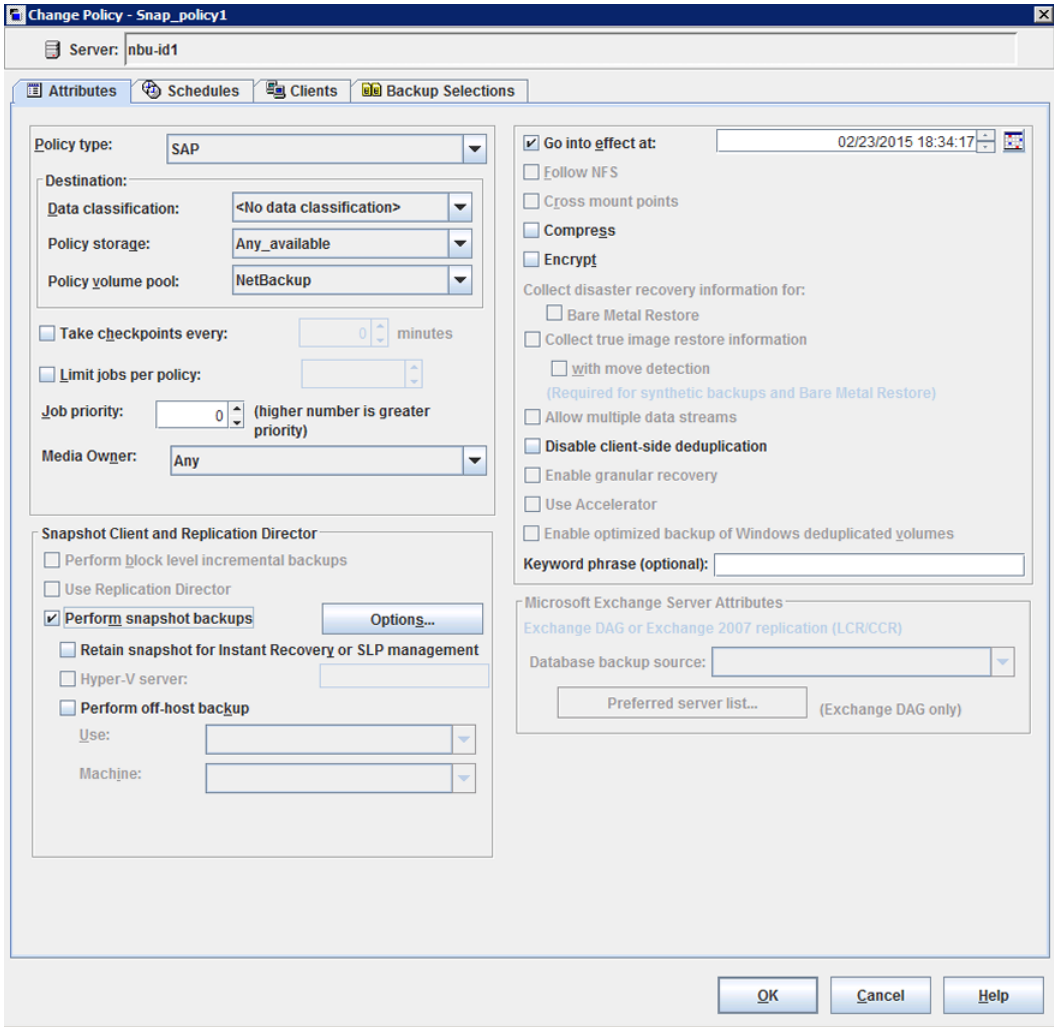 Change Policy - Snap_policy1
Server: nbu-id1
Attributes
Schedules
Clients
Backup Selections
Policy type: SAP
Destination:
Data classification: <No data classification>
Policy storage: Any_available
Policy volume pool: NetBackup
Take checkpoints every: 0 minutes
Limit jobs per policy:
Job priority: 0 (higher number is greater
priority)
Media Owner: Any
Snapshot Client and Replication Director
Perform block level incremental backups
Use Replication Director
Perform snapshot backups Options...
Retain snapshot for Instant Recovery or SLP management
Hyper-V server:
Perform off-host backup
Use:
Machine:
Go into effect at: 02/23/2015 18:34:17
Follow NFS
Cross mount points
Compress
Encrypt
Collect disaster recovery information for:
Bare Metal Restore
Collect true image restore information
with move detection
(Required for synthetic backups and Bare Metal Restore)
Allow multiple data streams
Disable client-side deduplication
Enable granular recovery
Use Accelerator
Enable optimized backup of Windows deduplicated volumes
Keyword phrase (optional):
Microsoft Exchange Server Attributes
Exchange DAG or Exchange 2007 replication (LCR/CCR)
Database backup source:
Preferred server list... (Exchange DAG only)
OK
Cancel
Help